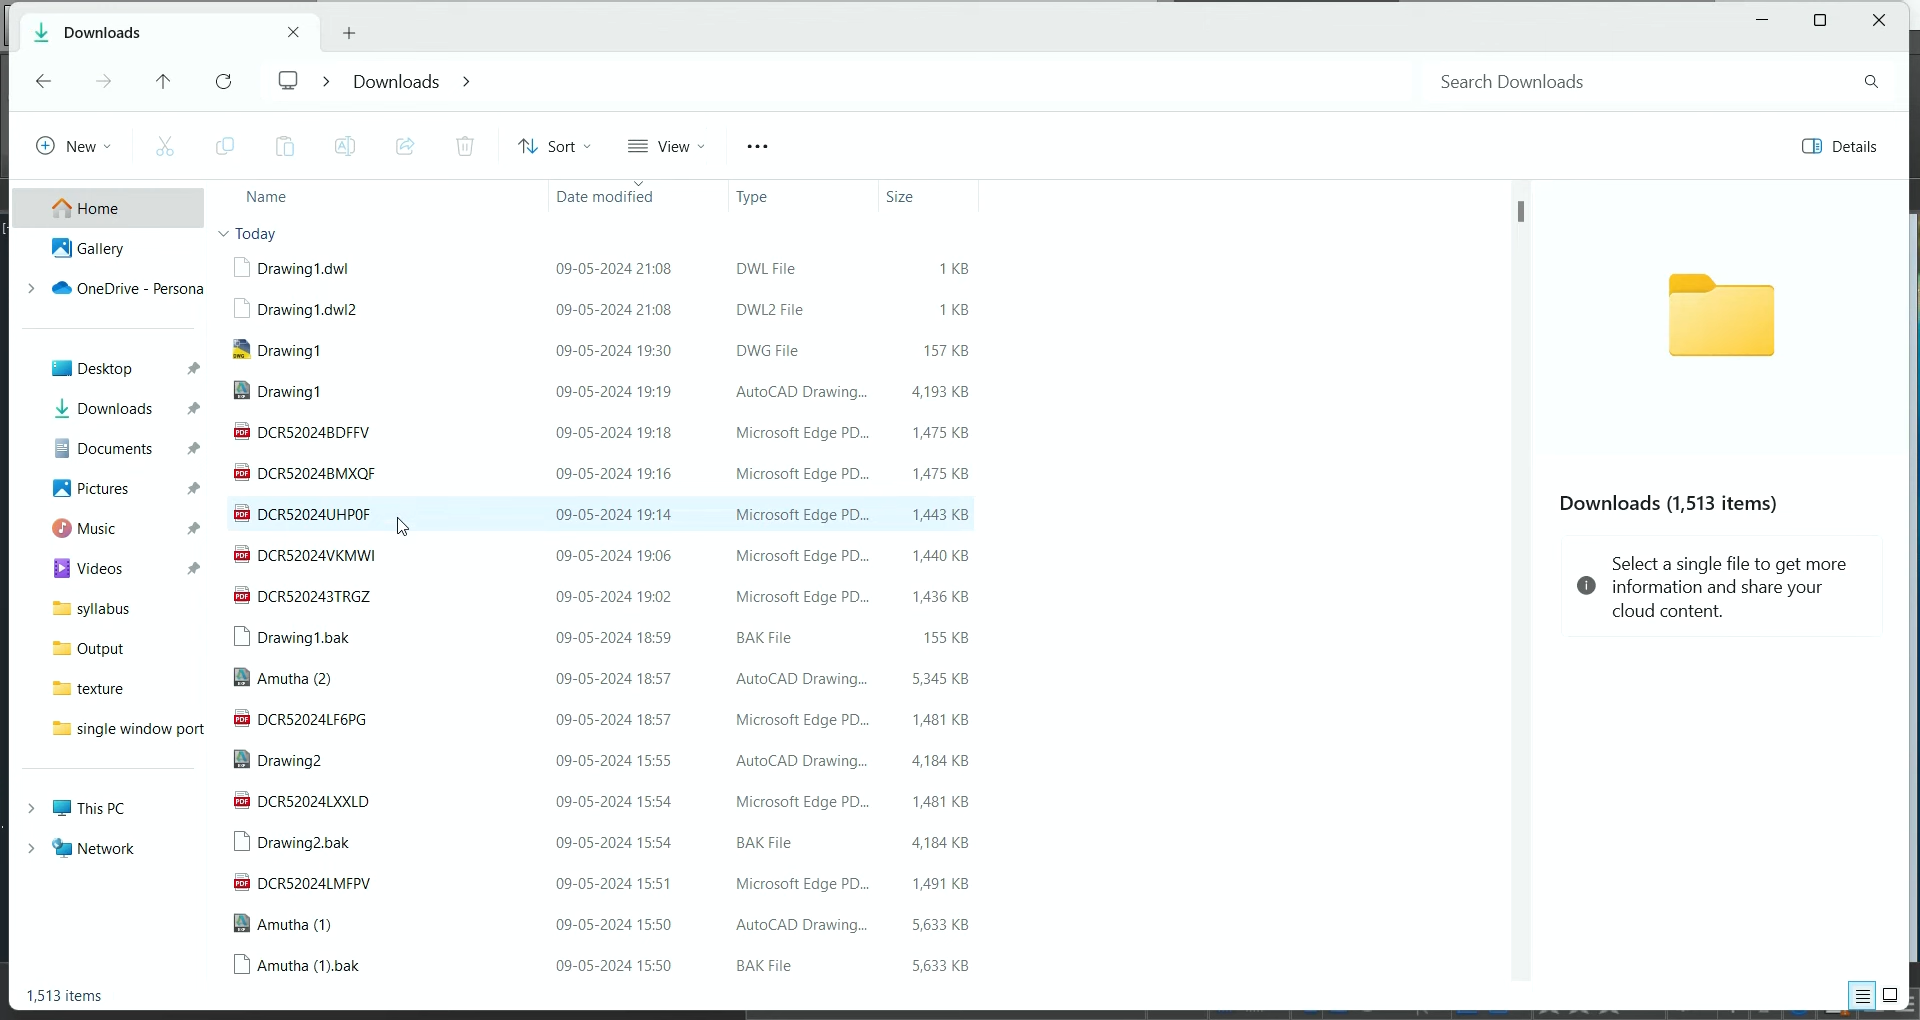 Downloads
Downloads
Search Downloads
New
Sort
View
Details
Home
Gallery
OneDrive - Persona
Desktop
Downloads
Documents
Pictures
Music
Videos
syllabus
Output
texture
single window port
This PC
Network
Name Date modified Type Size
Today
Drawing1.dwl 09-05-2024 21:08 DWL File 1 KB
Drawing1.dwl2 09-05-2024 21:08 DWL2 File 1 KB
Drawing1 09-05-2024 19:30 DWG File 157 KB
Drawing1 09-05-2024 19:19 AutoCAD Drawing... 4,193 KB
DCR52024BDFFV 09-05-2024 19:18 Microsoft Edge PD... 1,475 KB
DCR52024BMXQF 09-05-2024 19:16 Microsoft Edge PD... 1,475 KB
DCR52024UHP0F 09-05-2024 19:14 Microsoft Edge PD... 1,443 KB
DCR52024VKMWI 09-05-2024 19:06 Microsoft Edge PD... 1,440 KB
DCR520243TRGZ 09-05-2024 19:02 Microsoft Edge PD... 1,436 KB
Drawing1.bak 09-05-2024 18:59 BAK File 155 KB
Amutha (2) 09-05-2024 18:57 AutoCAD Drawing... 5,345 KB
DCR52024LF6PG 09-05-2024 18:57 Microsoft Edge PD... 1,481 KB
Drawing2 09-05-2024 15:55 AutoCAD Drawing... 4,184 KB
DCR52024LXXLD 09-05-2024 15:54 Microsoft Edge PD... 1,481 KB
Drawing2.bak 09-05-2024 15:54 BAK File 4,184 KB
DCR52024LMFPV 09-05-2024 15:51 Microsoft Edge PD... 1,491 KB
Amutha (1) 09-05-2024 15:50 AutoCAD Drawing... 5,633 KB
Amutha (1).bak 09-05-2024 15:50 BAK File 5,633 KB
Downloads (1,513 items)
Select a single file to get more
information and share your
cloud content.
1,513 items